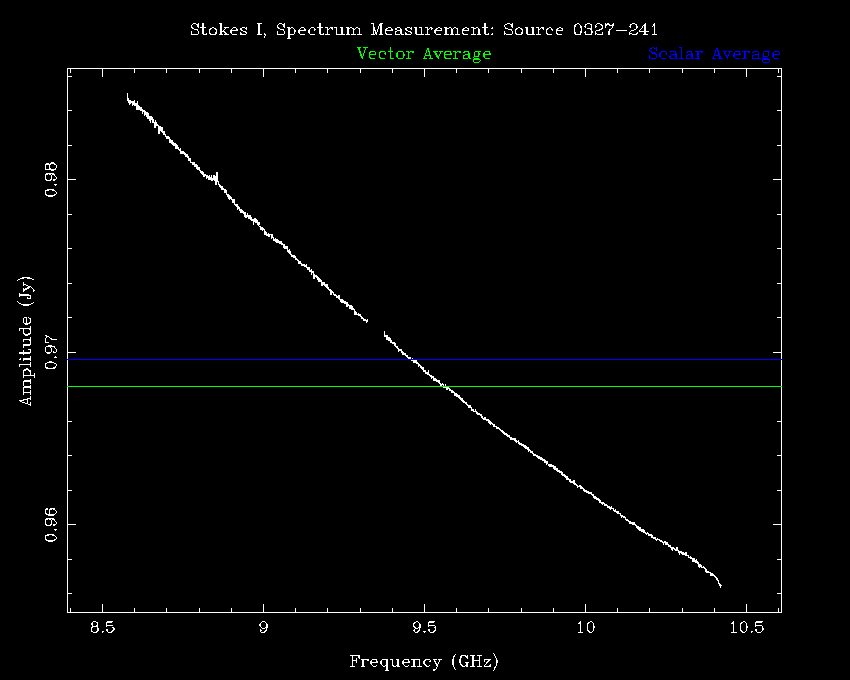 Stokes I, Spectrum Measurement: Source 0327−241
Vector Average Scalar Average
0.98
0.97
0.96
Amplitude (Jy)
8.5 9 9.5 10 10.5
Frequency (GHz)